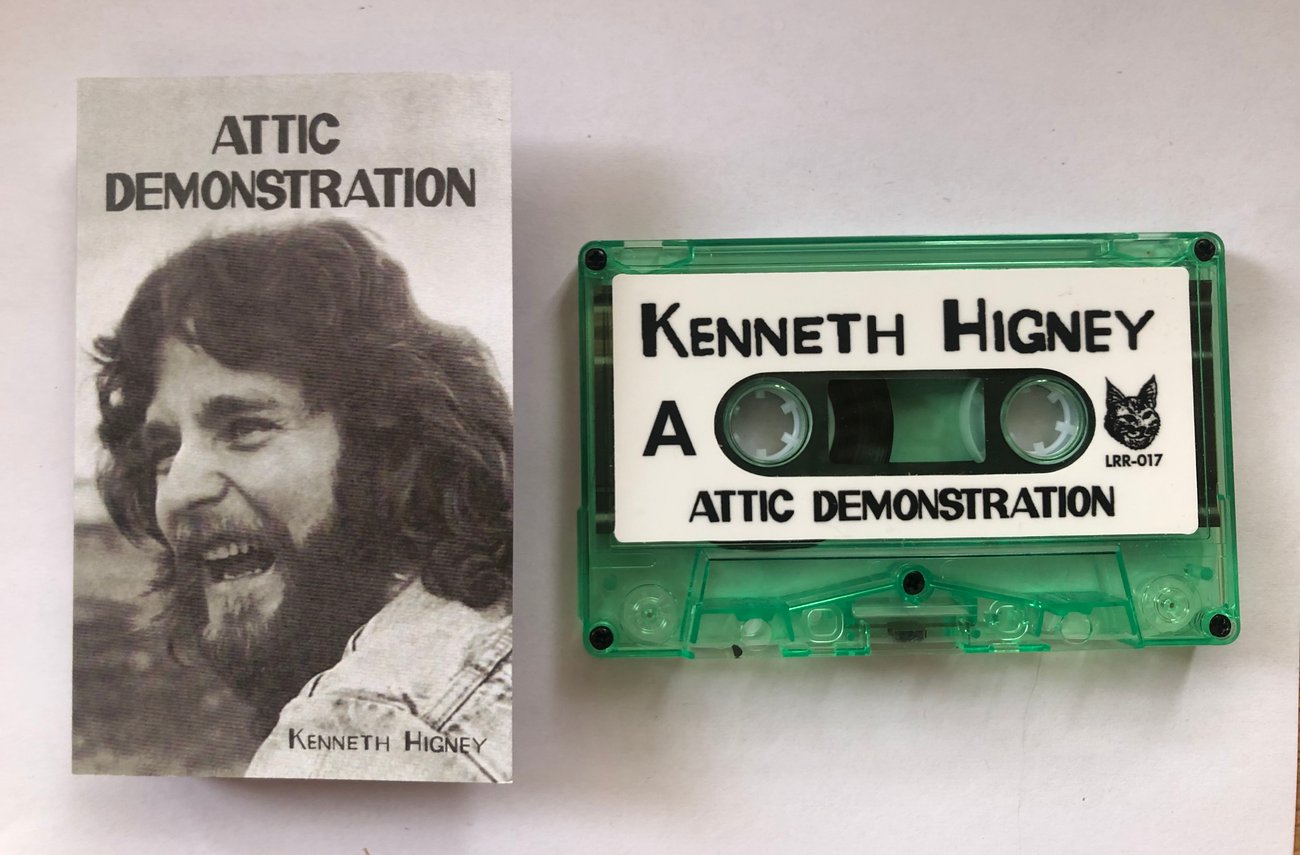 ATTIC
DEMONSTRATION
KENNETH HIGNEY
KENNETH HIGNEY
A
LRR-017
ATTIC DEMONSTRATION